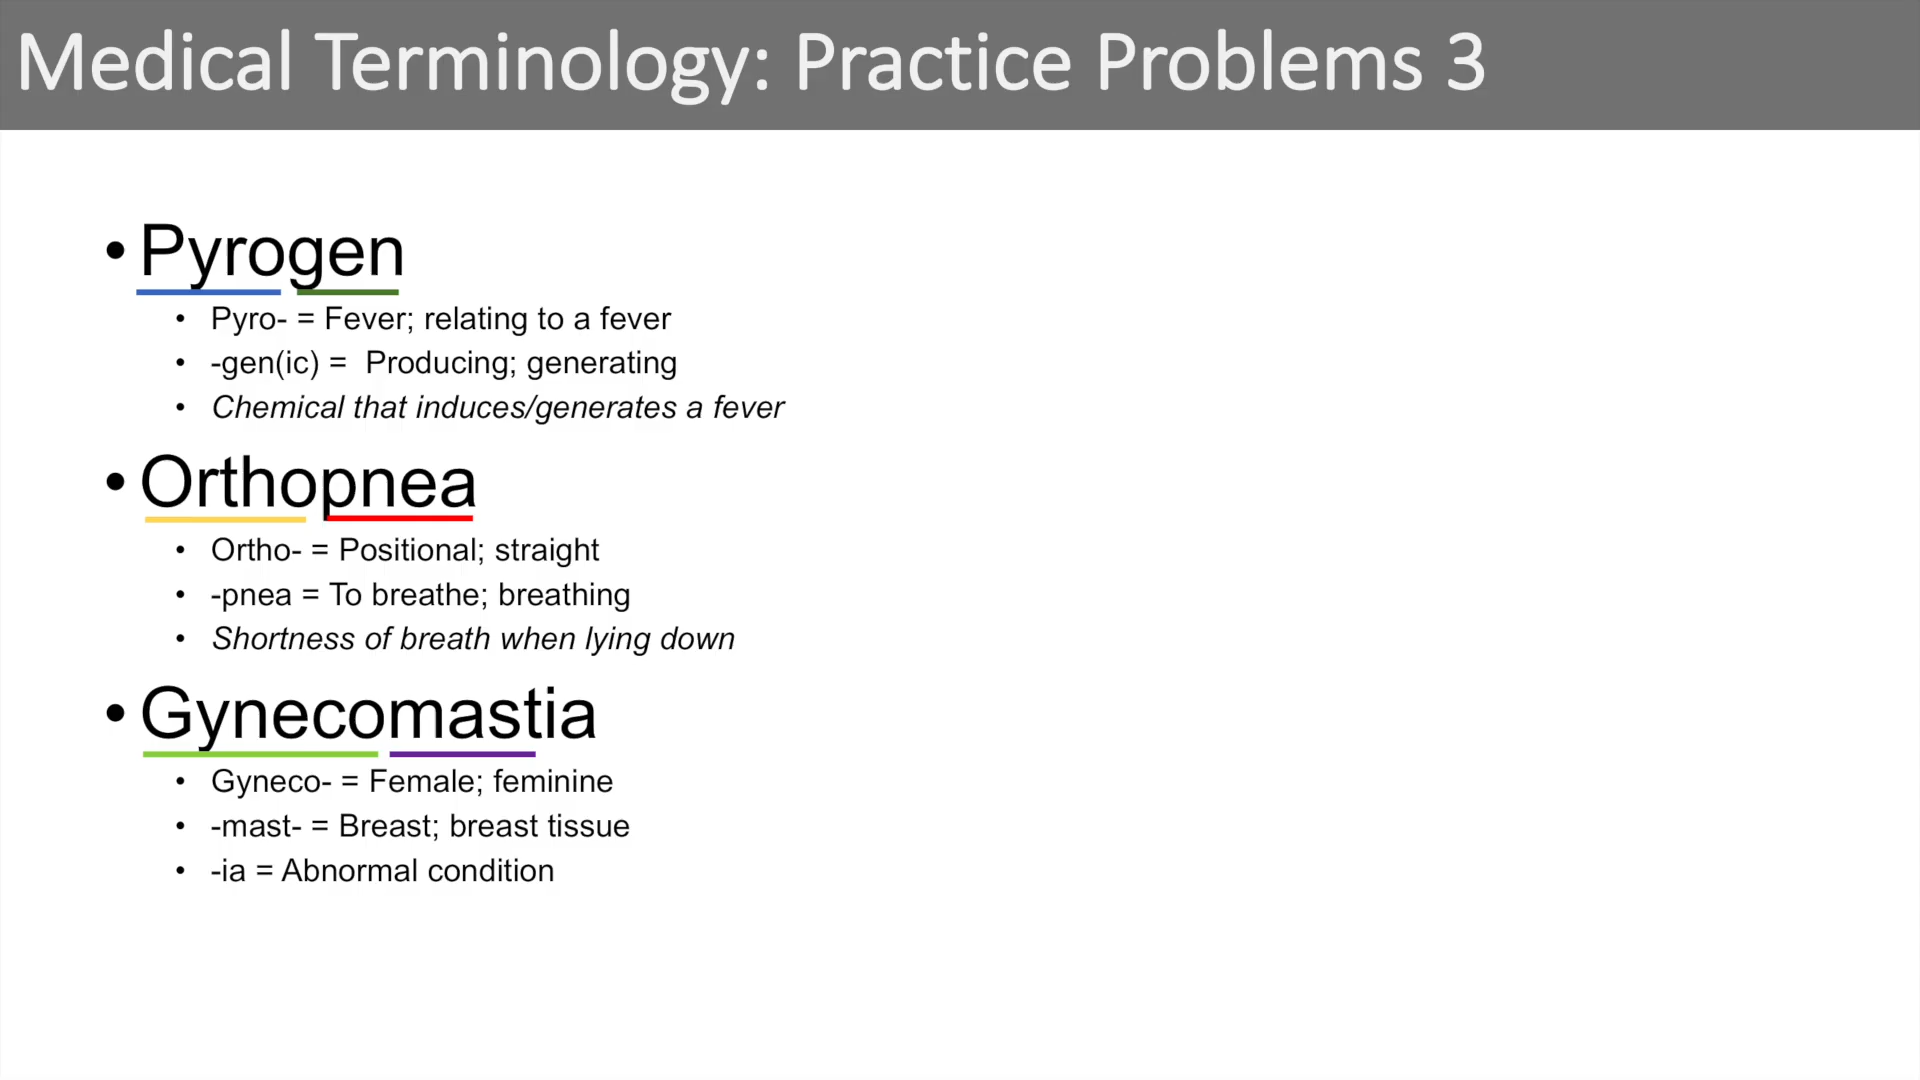 Medical Terminology: Practice Problems 3
• Pyrogen
• Pyro- = Fever; relating to a fever
• -gen(ic) = Producing; generating
• Chemical that induces/generates a fever
• Orthopnea
• Ortho- = Positional; straight
• -pnea = To breathe; breathing
• Shortness of breath when lying down
• Gynecomastia
• Gyneco- = Female; feminine
• -mast- = Breast; breast tissue
• -ia = Abnormal condition